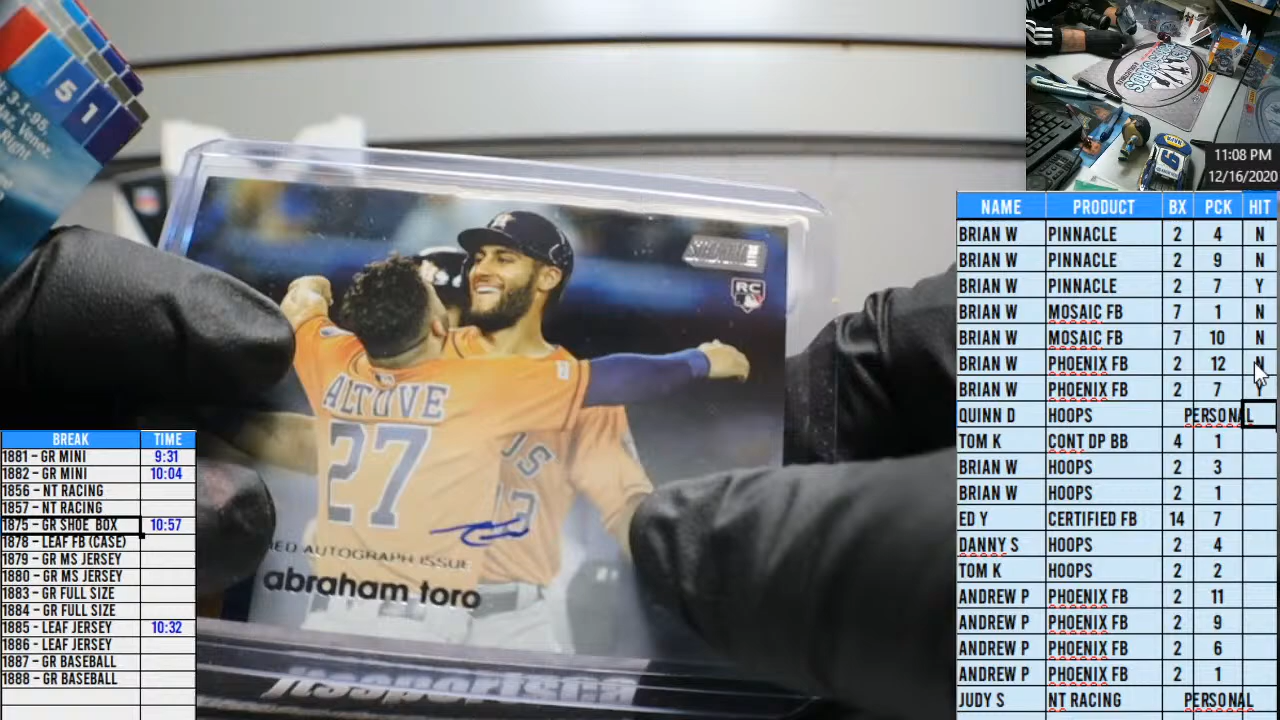 51
11:08 PM
12/16/2020
RC
ALTUVE
27
ED AUTOGRAPH ISSUE
abraham toro
NAME PRODUCT BX PCK HIT
BRIAN W PINNACLE 2 4 N
BRIAN W PINNACLE 2 9 N
BRIAN W PINNACLE 2 7 Y
BRIAN W MOSAIC FB 7 1 N
BRIAN W MOSAIC FB 7 10 N
BRIAN W PHOENIX FB 2 12 N
BRIAN W PHOENIX FB 2 7
QUINN D HOOPS PERSONAL
TOM K CONT DP BB 4 1
BRIAN W HOOPS 2 3
BRIAN W HOOPS 2 1
ED Y CERTIFIED FB 14 7
DANNY S HOOPS 2 4
TOM K HOOPS 2 2
ANDREW P PHOENIX FB 2 11
ANDREW P PHOENIX FB 2 9
ANDREW P PHOENIX FB 2 6
ANDREW P PHOENIX FB 2 1
JUDY S NT RACING PERSONAL
BREAK TIME
1881 - GR MINI 9:31
1882 - GR MINI 10:04
1856 - NT RACING
1857 - NT RACING
1875 - GR SHOE BOX 10:57
1878 - LEAF FB (CASE)
1879 - GR MS JERSEY
1880 - GR MS JERSEY
1883 - GR FULL SIZE
1884 - GR FULL SIZE
1885 - LEAF JERSEY 10:32
1886 - LEAF JERSEY
1887 - GR BASEBALL
1888 - GR BASEBALL